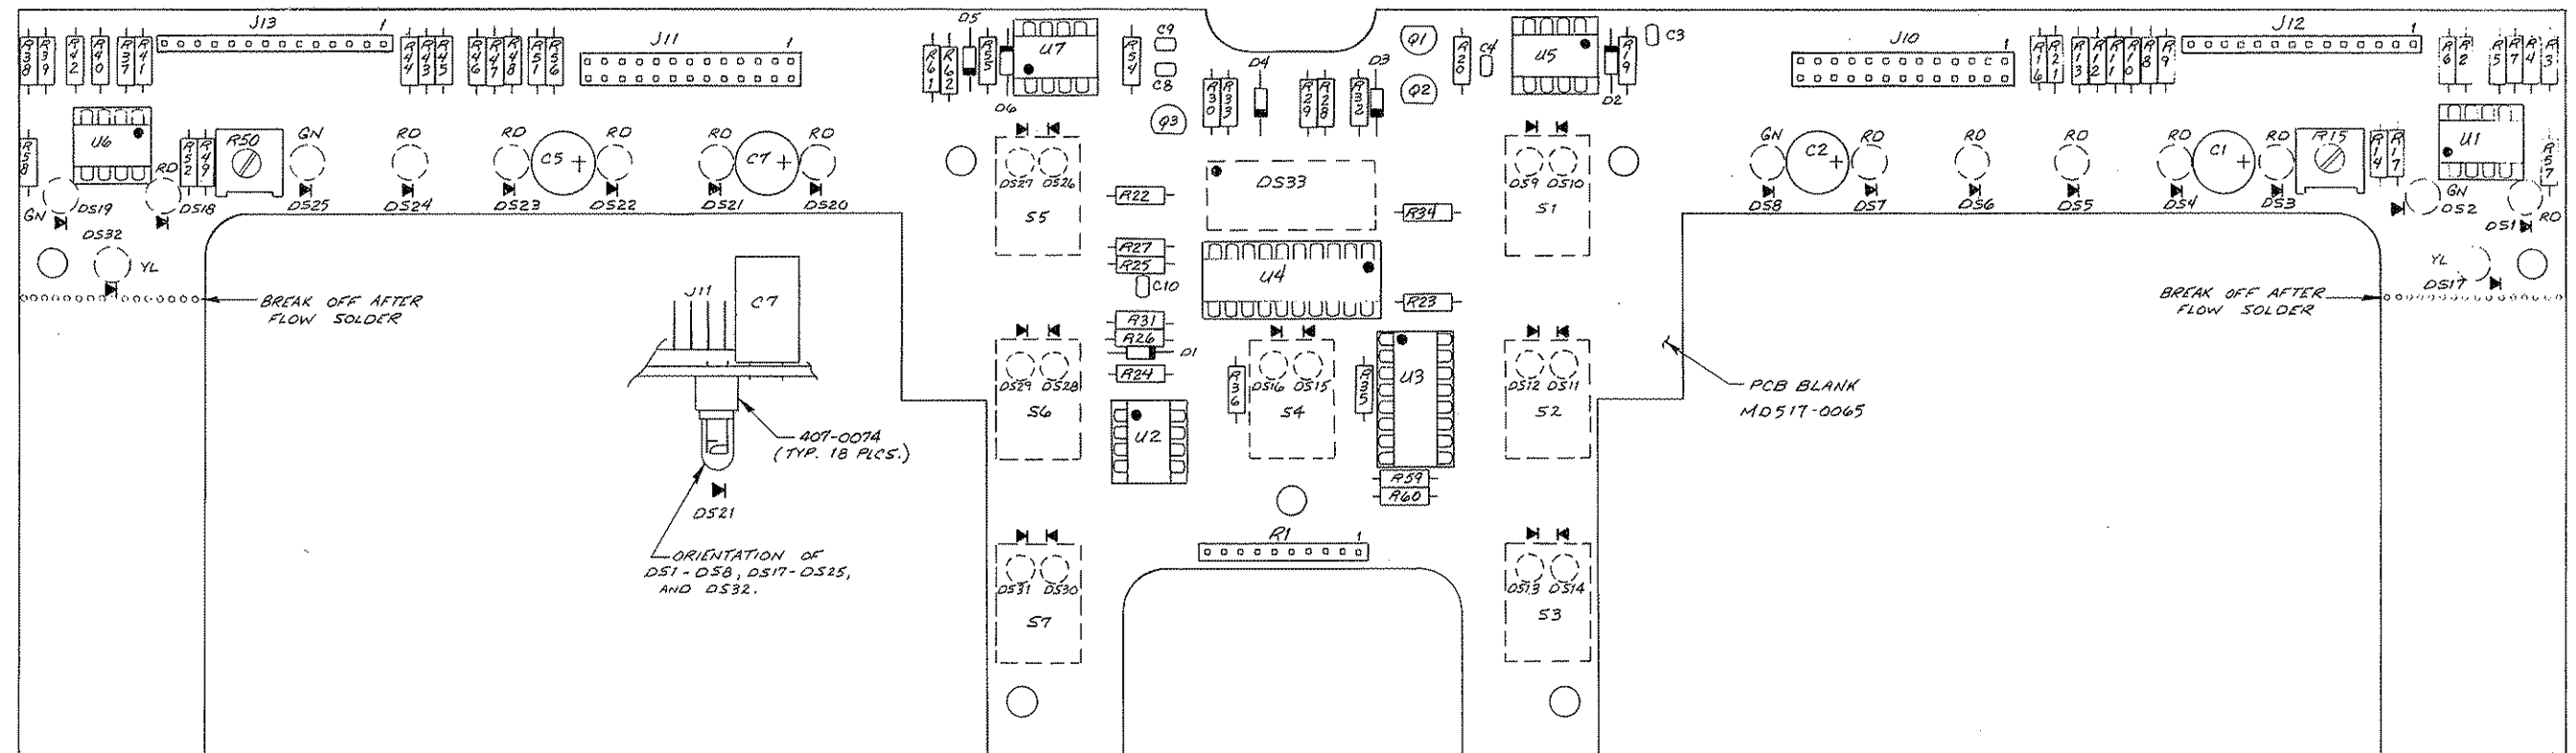 J13
1
R38
R39
R42
R40
R37
R41
R44
R43
R45
R46
R47
R48
R51
R56
J11
1
R61
R62
D5
R55
D6
U7
R54
C9
C8
Q3
R30
R33
D4
R29
R28
R32
D3
Q1
Q2
R20
C4
U5
D2
R19
C3
J10
1
R16
R21
R13
R12
R11
R10
R8
R9
J12
1
R6
R2
R5
R7
R4
R3
R58
U6
R52
R49
R50
GN
RD
RD
C5 +
RD
RD
C7 +
RD
GN
DS19
RD
DS18
DS25
DS24
DS23
DS22
DS21
DS20
DS32
YL
BREAK OFF AFTER
FLOW SOLDER
DS27 DS26
S5
R22
DS33
R34
R27
R25
C10
U4
R23
DS9 DS10
S1
GN
C2 +
RD
RD
RD
RD
C1 +
RD
R15
R14
R17
U1
R57
DS8
DS7
DS6
DS5
DS4
DS3
GN
DS2
DS1
RD
YL
DS17
BREAK OFF AFTER
FLOW SOLDER
J11
C7
407-0074
(TYP. 18 PLCS.)
DS21
ORIENTATION OF
DS1-DS8, DS17-DS25,
AND DS32.
DS29 DS28
S6
R31
R26
D1
R24
U2
R36
DS16 DS15
S4
R35
U3
R59
R60
DS12 DS11
S2
PCB BLANK
MD517-0065
R1
1
DS31 DS30
S7
DS13 DS14
S3